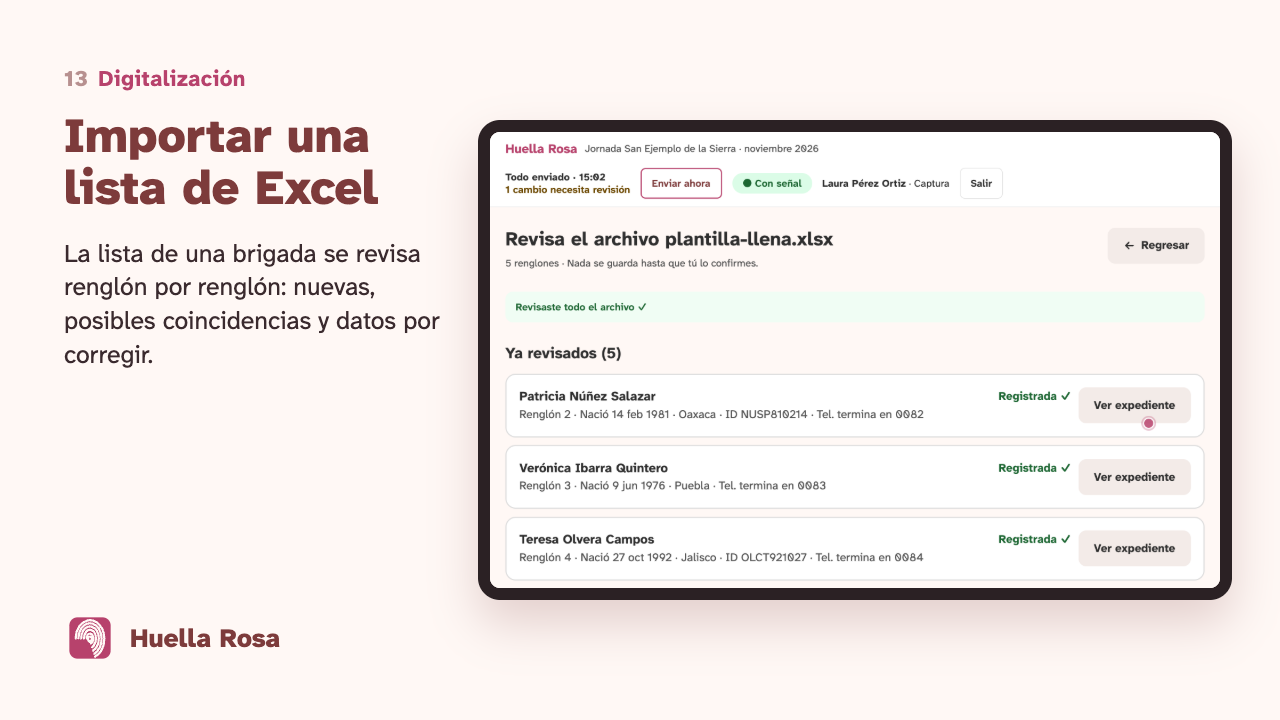 13 Digitalización
Importar una
lista de Excel
La lista de una brigada se revisa
renglón por renglón: nuevas,
posibles coincidencias y datos por
corregir.
Huella Rosa
Huella Rosa Jornada San Ejemplo de la Sierra · noviembre 2026
Todo enviado · 15:02
1 cambio necesita revisión
Enviar ahora
Con señal
Laura Pérez Ortiz · Captura
Salir
Revisa el archivo plantilla-llena.xlsx
5 renglones · Nada se guarda hasta que tú lo confirmes.
← Regresar
Revisaste todo el archivo ✓
Ya revisados (5)
Patricia Núñez Salazar
Renglón 2 · Nació 14 feb 1981 · Oaxaca · ID NUSP810214 · Tel. termina en 0082
Registrada ✓
Ver expediente
Verónica Ibarra Quintero
Renglón 3 · Nació 9 jun 1976 · Puebla · Tel. termina en 0083
Registrada ✓
Ver expediente
Teresa Olvera Campos
Renglón 4 · Nació 27 oct 1992 · Jalisco · ID OLCT921027 · Tel. termina en 0084
Registrada ✓
Ver expediente